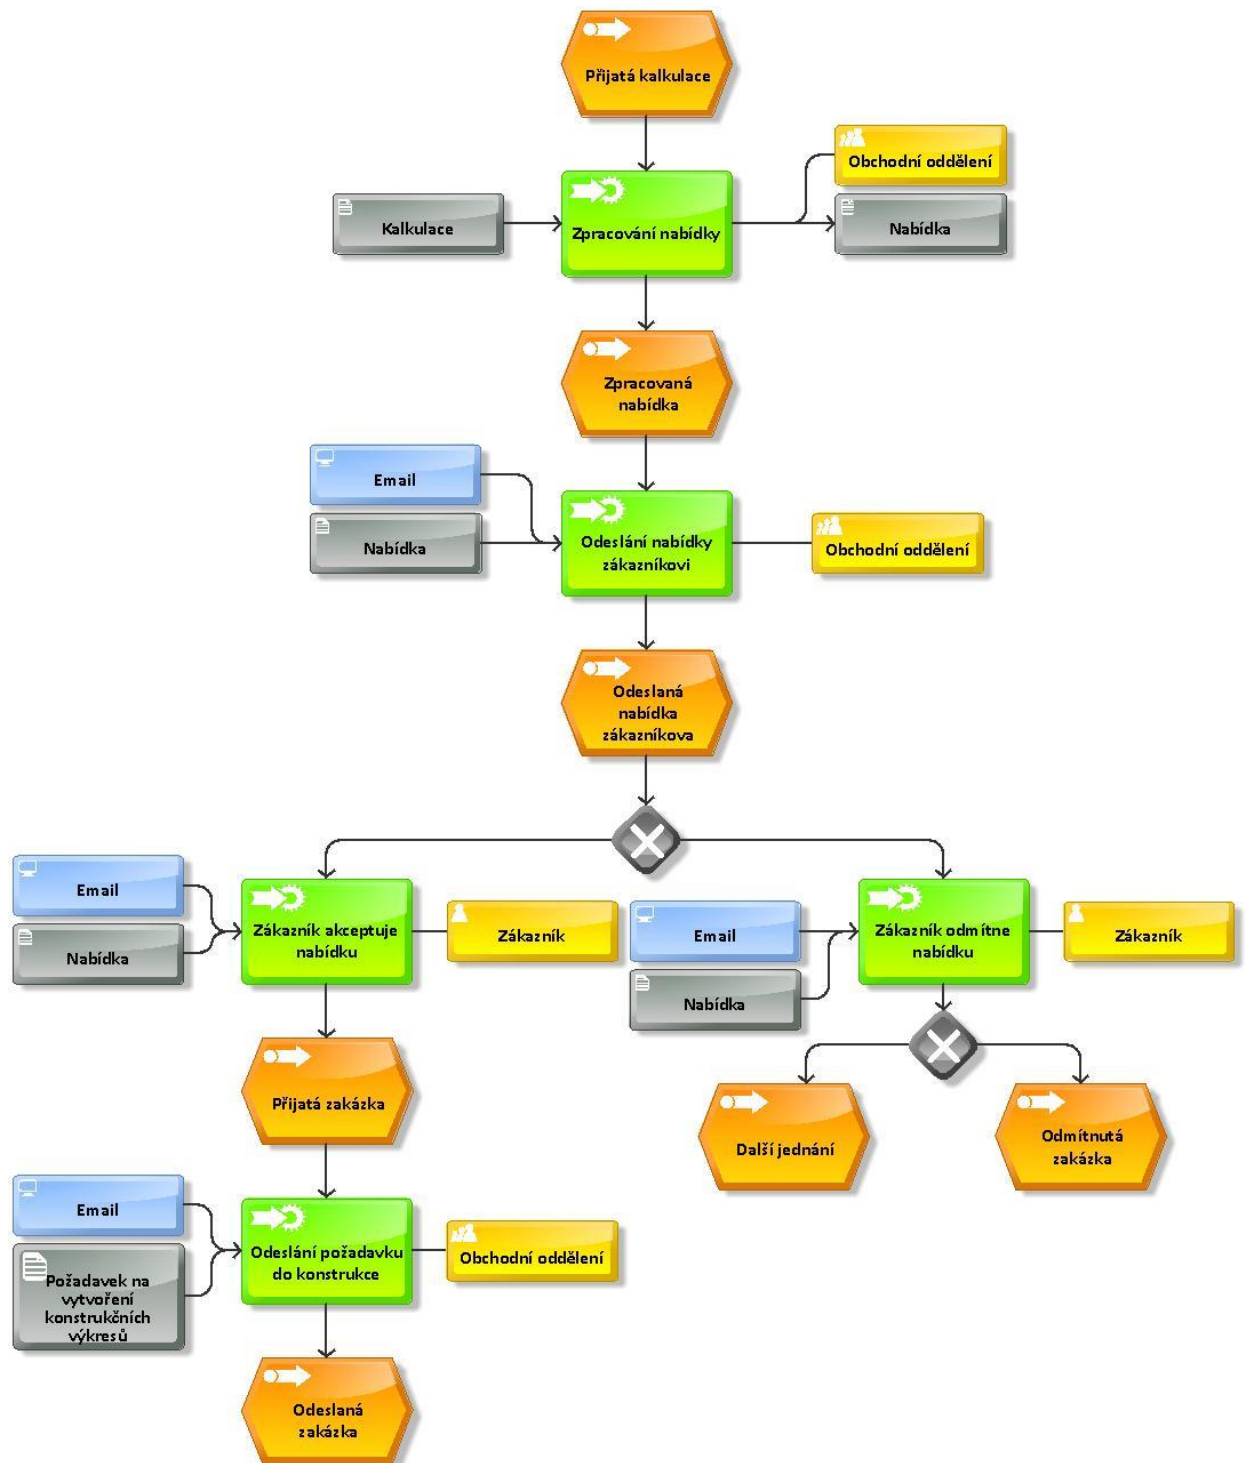 Přijatá kalkulace
Obchodní oddělení
Kalkulace
Zpracování nabídky
Nabídka
Zpracovaná
nabídka
Email
Nabídka
Odeslání nabídky
zákazníkovi
Obchodní oddělení
Odeslaná
nabídka
zákazníkova
Email
Nabídka
Zákazník akceptuje
nabídku
Zákazník
Email
Nabídka
Zákazník odmítne
nabídku
Zákazník
Přijatá zakázka
Další jednání
Odmítnutá
zakázka
Email
Požadavek na
vytvoření
konstrukčních
výkresů
Odeslání požadavku
do konstrukce
Obchodní oddělení
Odeslaná
zakázka